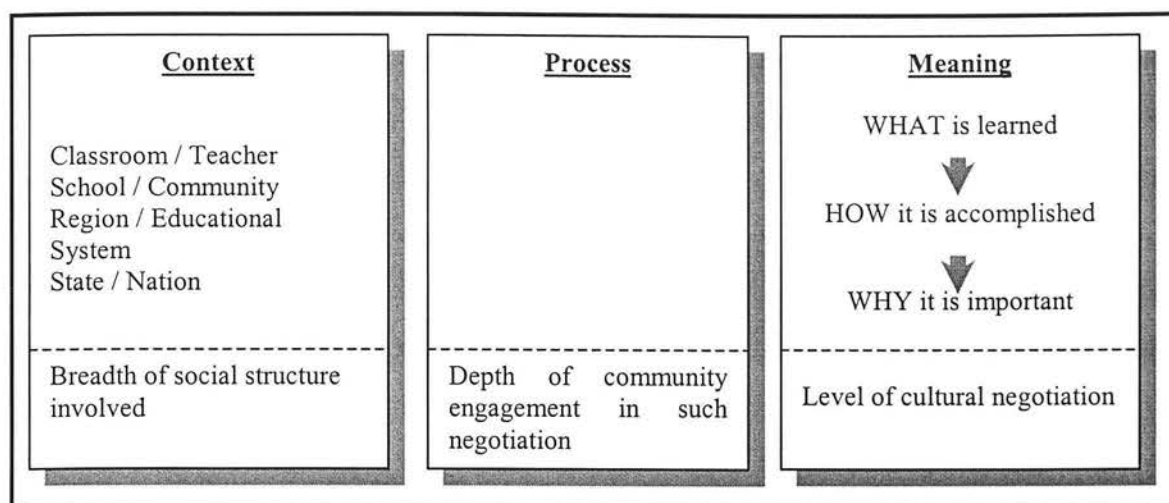 Context
Classroom / Teacher
School / Community
Region / Educational
System
State / Nation
Breadth of social structure
involved
Process
Depth of community
engagement in such
negotiation
Meaning
WHAT is learned
HOW it is accomplished
WHY it is important
Level of cultural negotiation